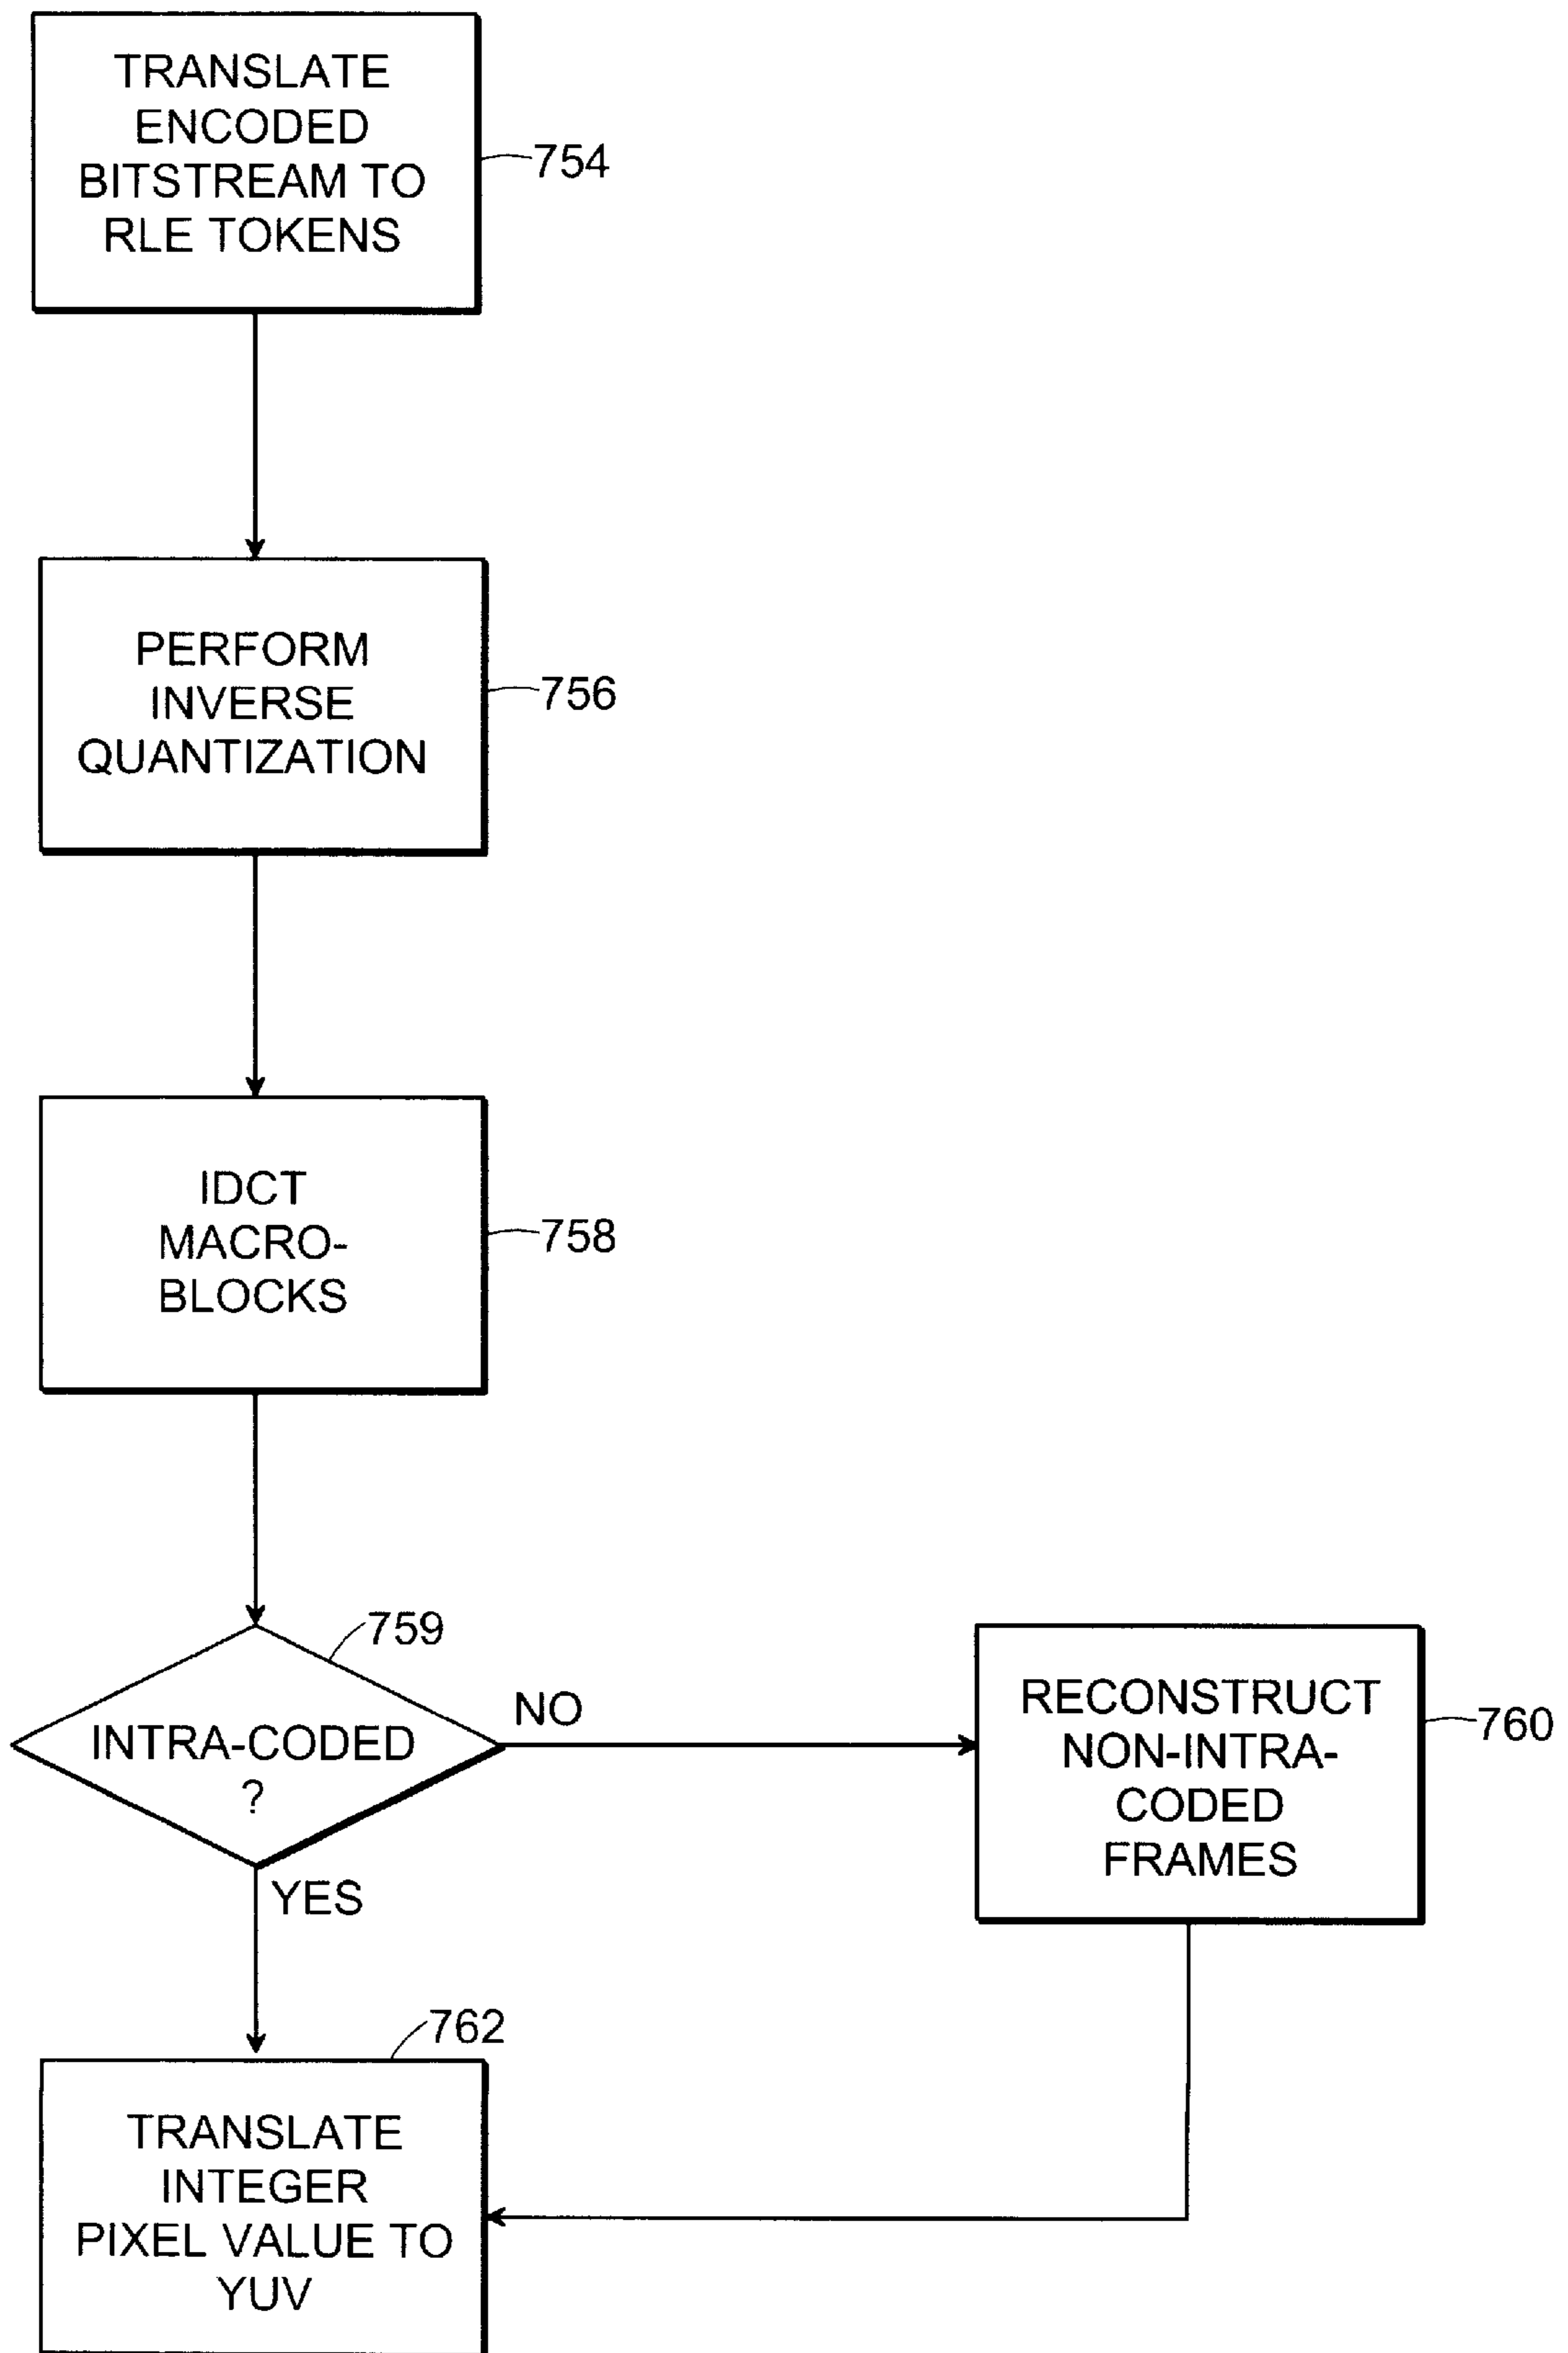 TRANSLATE
ENCODED
BITSTREAM TO
RLE TOKENS
754
PERFORM
INVERSE
QUANTIZATION
756
IDCT
MACRO-
BLOCKS
758
759
INTRA-CODED
?
NO
YES
RECONSTRUCT
NON-INTRA-
CODED
FRAMES
760
762
TRANSLATE
INTEGER
PIXEL VALUE TO
YUV